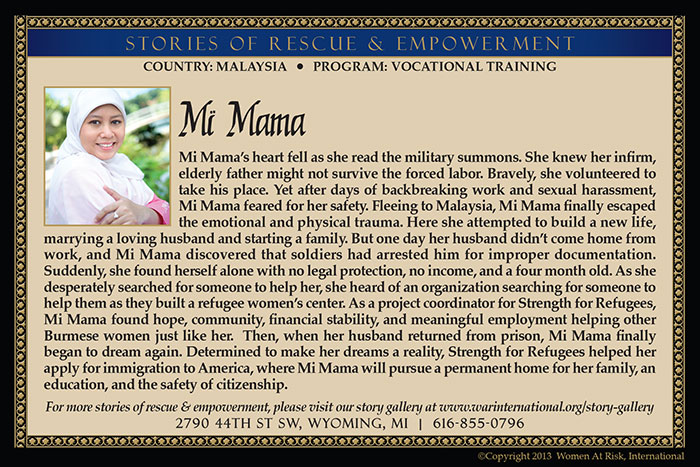 STORIES OF RESCUE & EMPOWERMENT
COUNTRY: MALAYSIA • PROGRAM: VOCATIONAL TRAINING
Mï Mama
Mi Mama's heart fell as she read the military summons. She knew her infirm,
elderly father might not survive the forced labor. Bravely, she volunteered to
take his place. Yet after days of backbreaking work and sexual harassment,
Mi Mama feared for her safety. Fleeing to Malaysia, Mi Mama finally escaped
the emotional and physical trauma. Here she attempted to build a new life,
marrying a loving husband and starting a family. But one day her husband didn't come home from
work, and Mi Mama discovered that soldiers had arrested him for improper documentation.
Suddenly, she found herself alone with no legal protection, no income, and a four month old. As she
desperately searched for someone to help her, she heard of an organization searching for someone to
help them as they built a refugee women's center. As a project coordinator for Strength for Refugees,
Mi Mama found hope, community, financial stability, and meaningful employment helping other
Burmese women just like her. Then, when her husband returned from prison, Mi Mama finally
began to dream again. Determined to make her dreams a reality, Strength for Refugees helped her
apply for immigration to America, where Mi Mama will pursue a permanent home for her family, an
education, and the safety of citizenship.
For more stories of rescue & empowerment, please visit our story gallery at www.warinternational.org/story-gallery
2790 44TH ST SW, WYOMING, MI | 616-855-0796
©Copyright 2013 Women At Risk, International